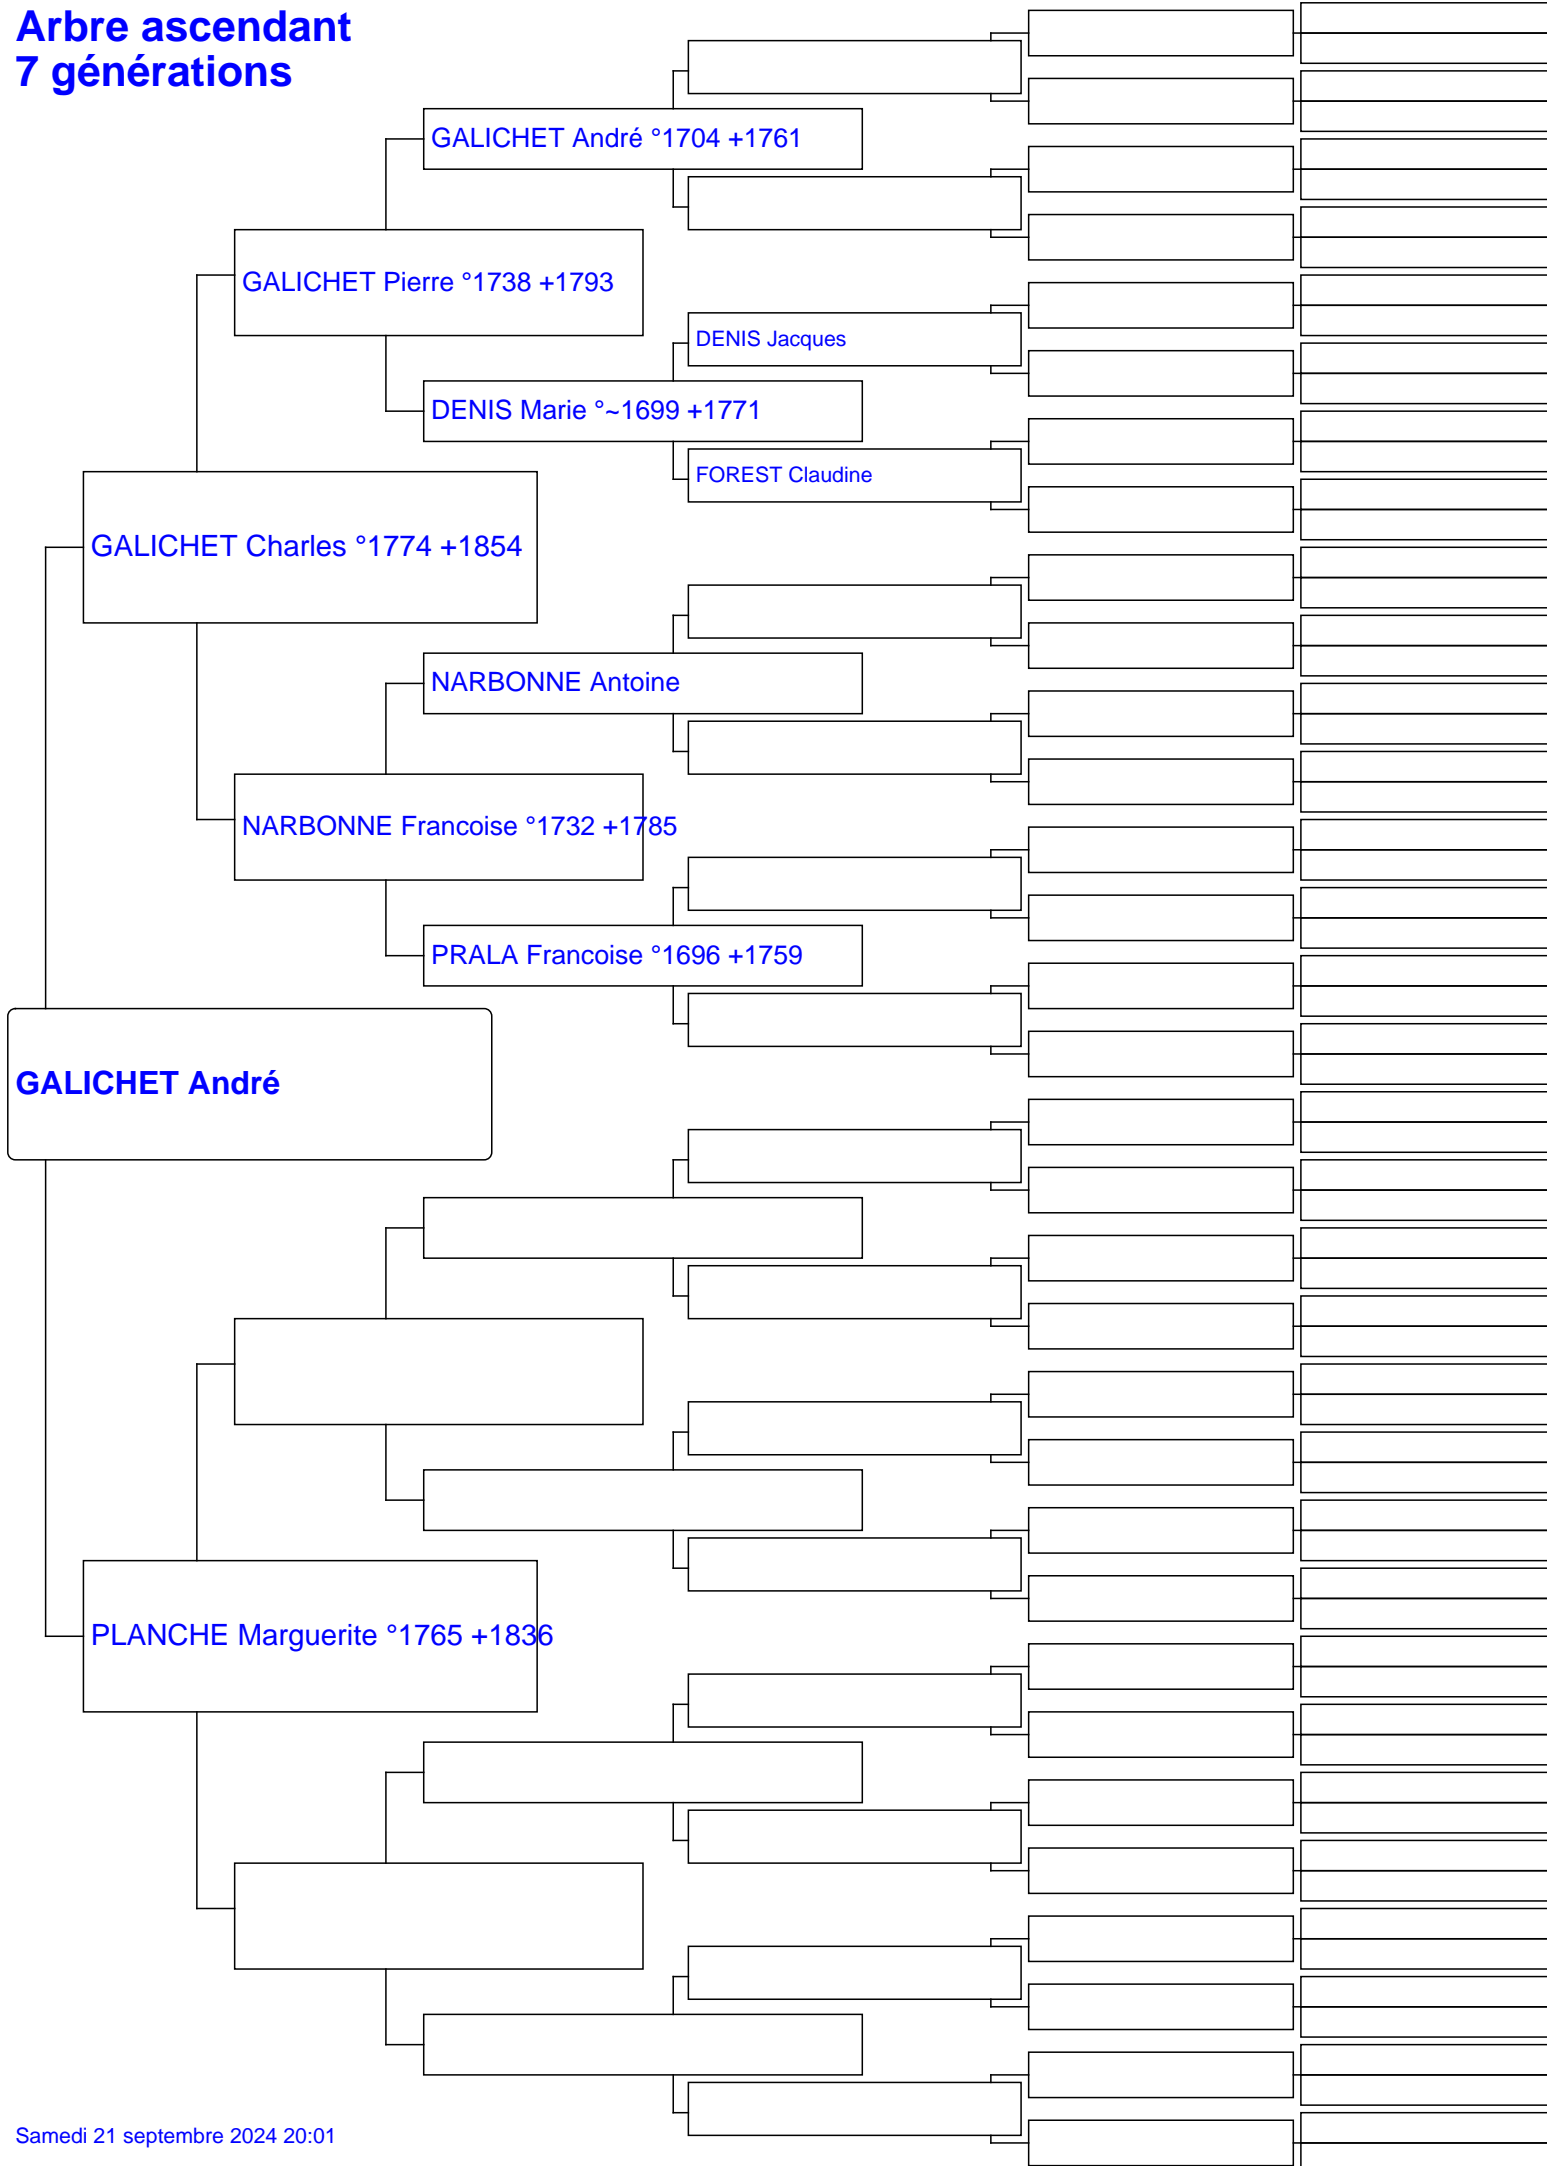 Arbre ascendant
7 générations
GALICHET André °1704 +1761
GALICHET Pierre °1738 +1793
DENIS Jacques
DENIS Marie °~1699 +1771
FOREST Claudine
GALICHET Charles °1774 +1854
NARBONNE Antoine
NARBONNE Francoise °1732 +1785
PRALA Francoise °1696 +1759
GALICHET André
PLANCHE Marguerite °1765 +1836
Samedi 21 septembre 2024 20:01